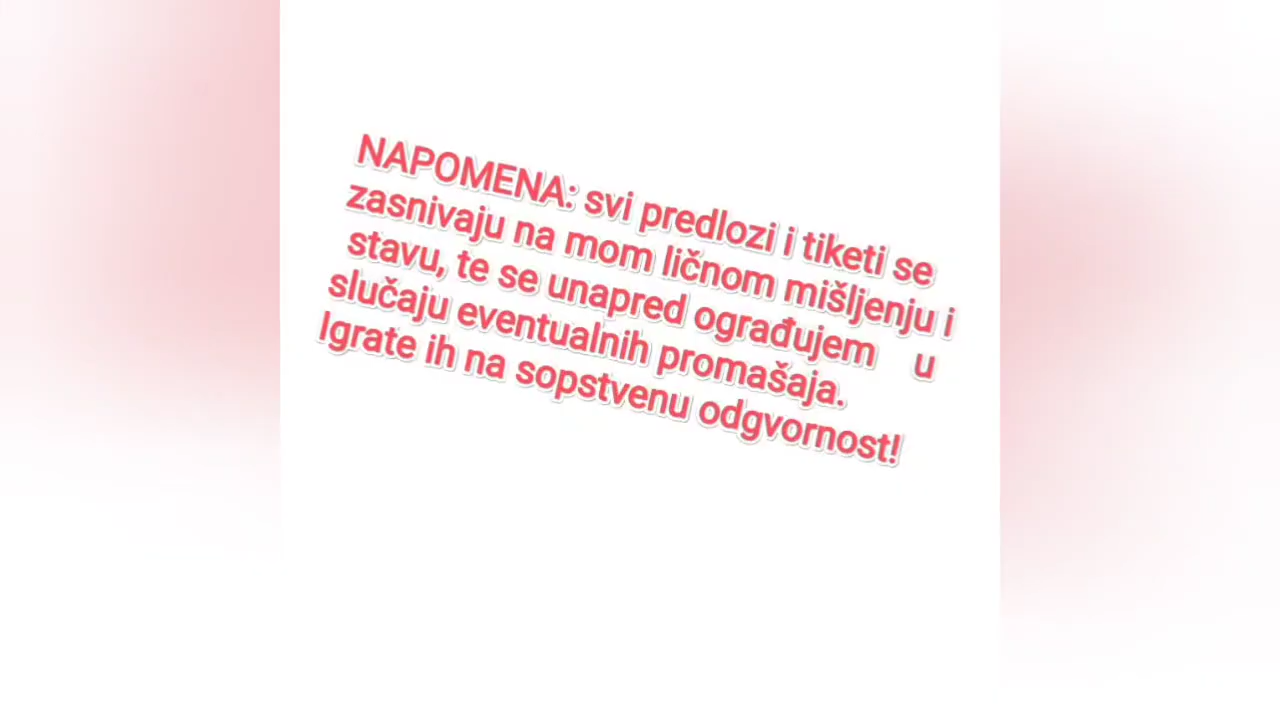 NAPOMENA: svi predlozi i tiketi se
zasnivaju na mom ličnom mišljenju i
stavu, te se unapred ograđujem u
slučaju eventualnih promašaja.
Igrate ih na sopstvenu odgvornost!